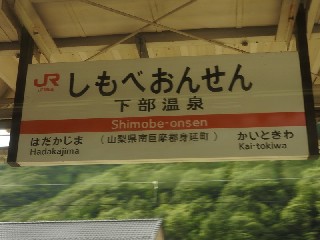 JR
しもべおんせん
下部温泉
Shimobe-onsen
(山梨県南巨摩郡身延町)
はだかじま
Hadakajima
かいときわ
Kai-tokiwa